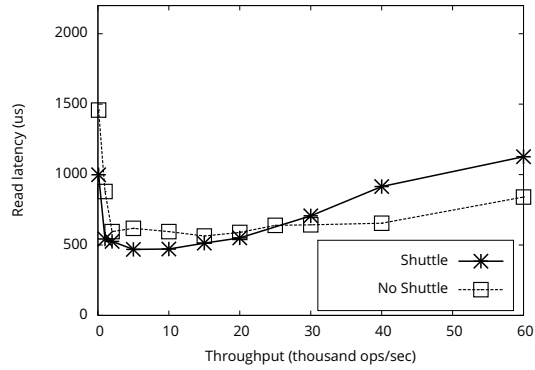 2000
1500
1000
500
0
Read latency (us)
Shuttle
No Shuttle
0 10 20 30 40 50 60
Throughput (thousand ops/sec)